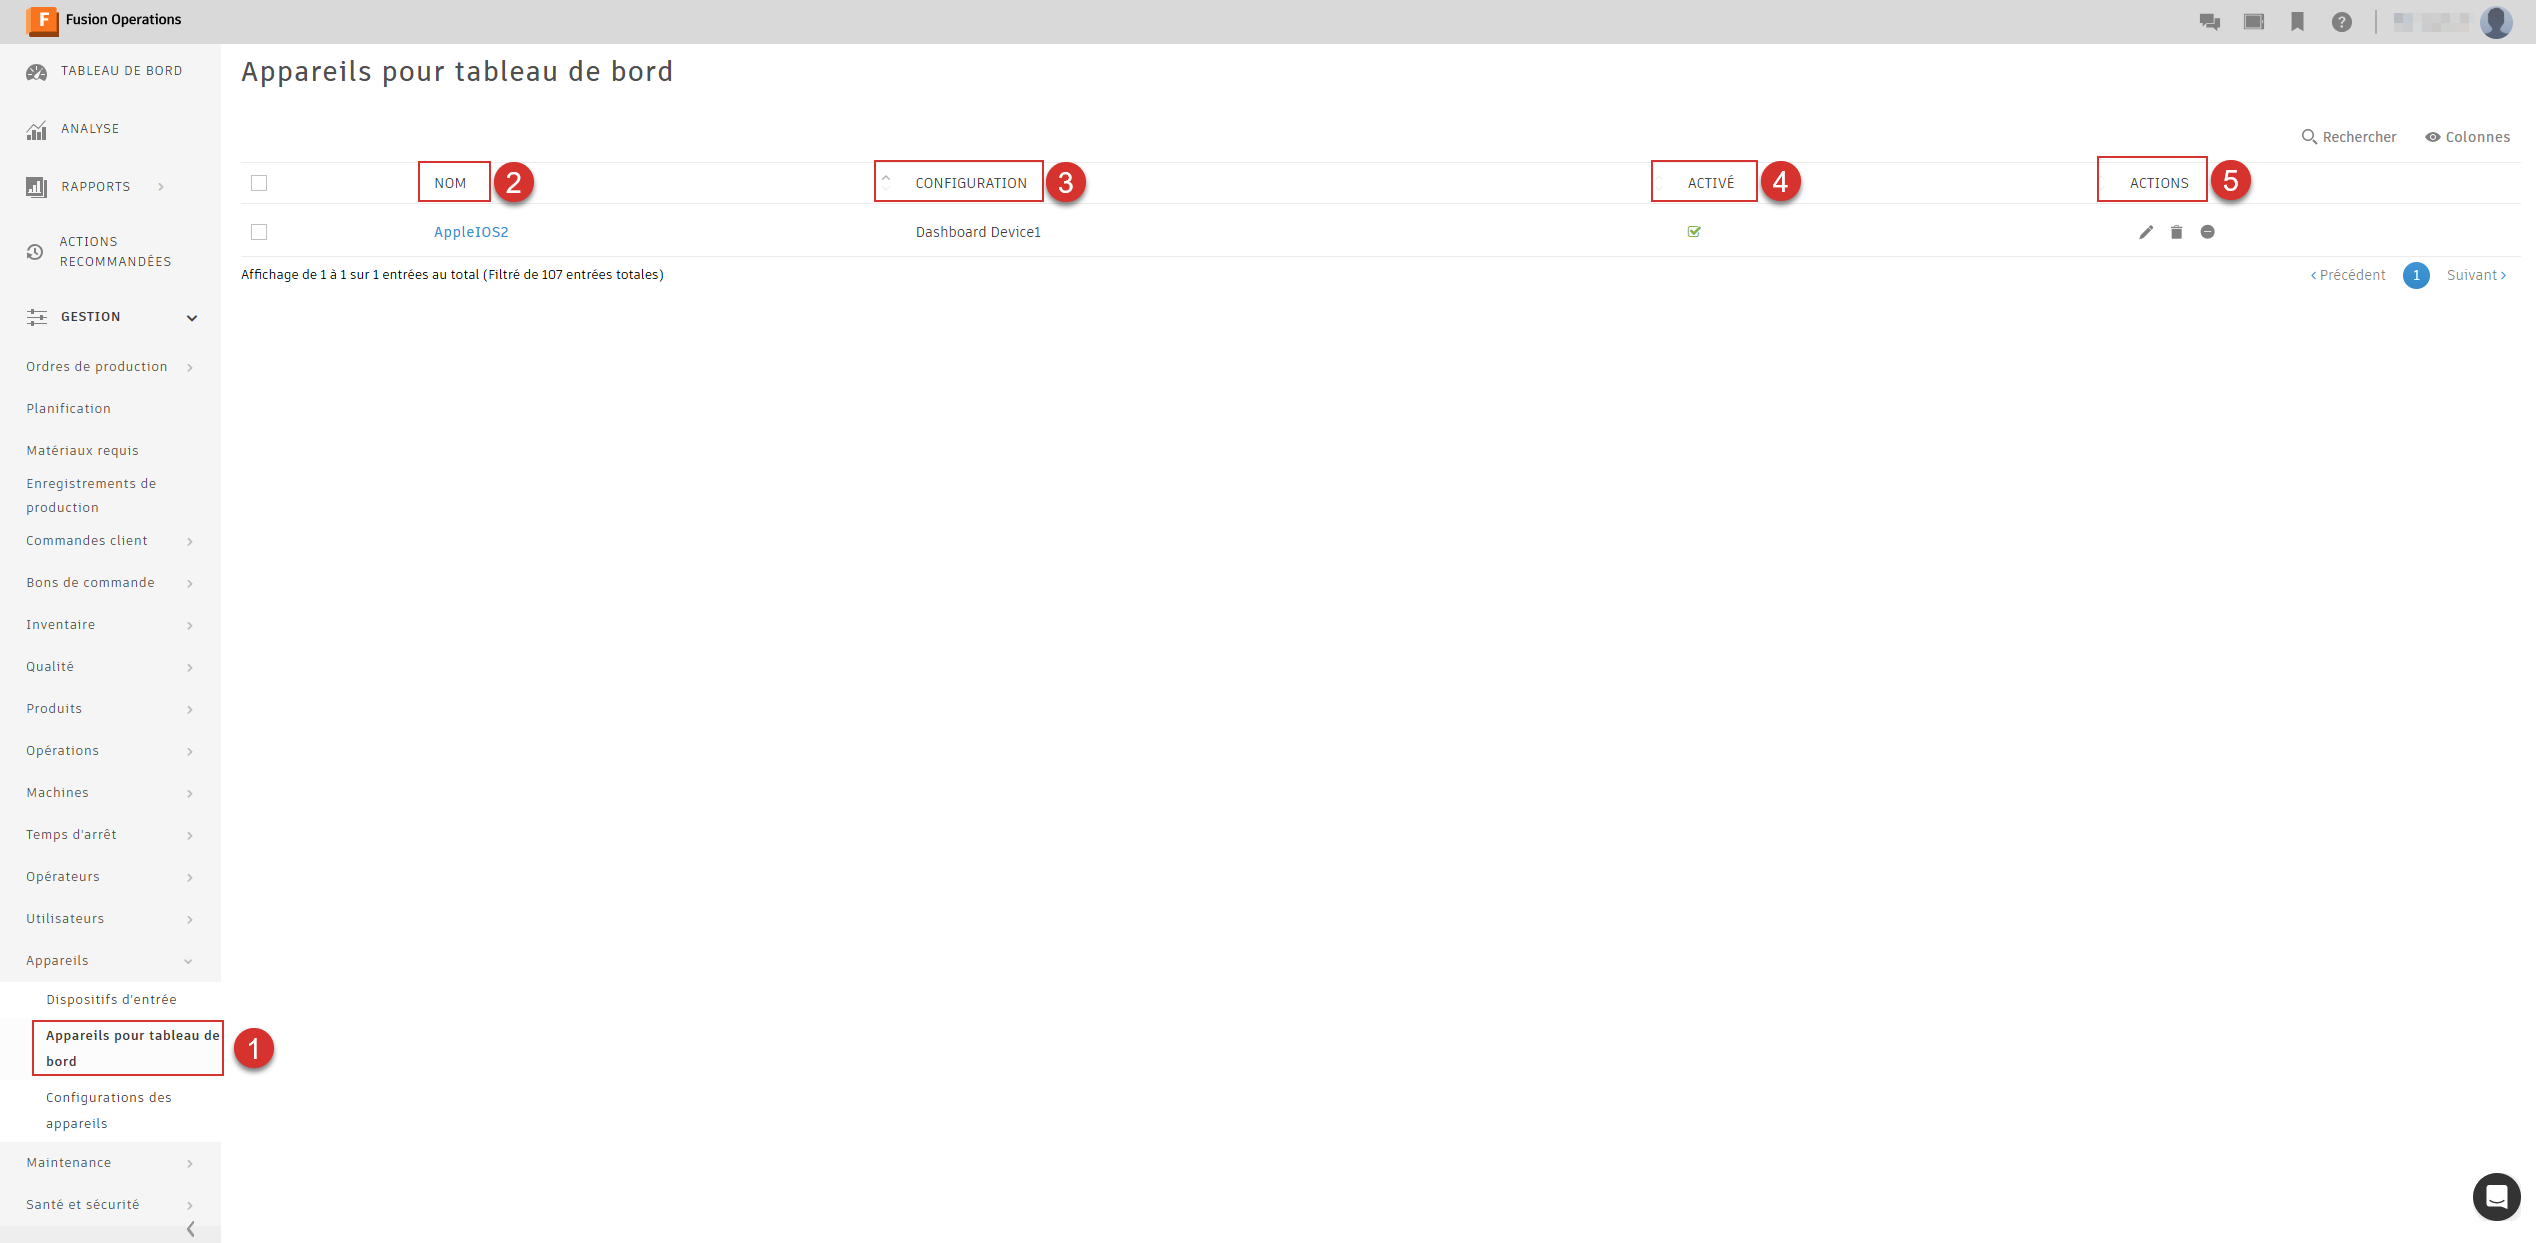 F Fusion Operations
?
TABLEAU DE BORD
ANALYSE
RAPPORTS
ACTIONS
RECOMMANDÉES
GESTION
Ordres de production
Planification
Matériaux requis
Enregistrements de
production
Commandes client
Bons de commande
Inventaire
Qualité
Produits
Opérations
Machines
Temps d'arrêt
Opérateurs
Utilisateurs
Appareils
Dispositifs d'entrée
Appareils pour tableau de
bord
1
Configurations des
appareils
Maintenance
Santé et sécurité
Appareils pour tableau de bord
Rechercher Colonnes
NOM 2 CONFIGURATION 3 ACTIVÉ 4 ACTIONS 5
AppleIOS2 Dashboard Device1
Affichage de 1 à 1 sur 1 entrées au total (Filtré de 107 entrées totales)
Précédent 1 Suivant